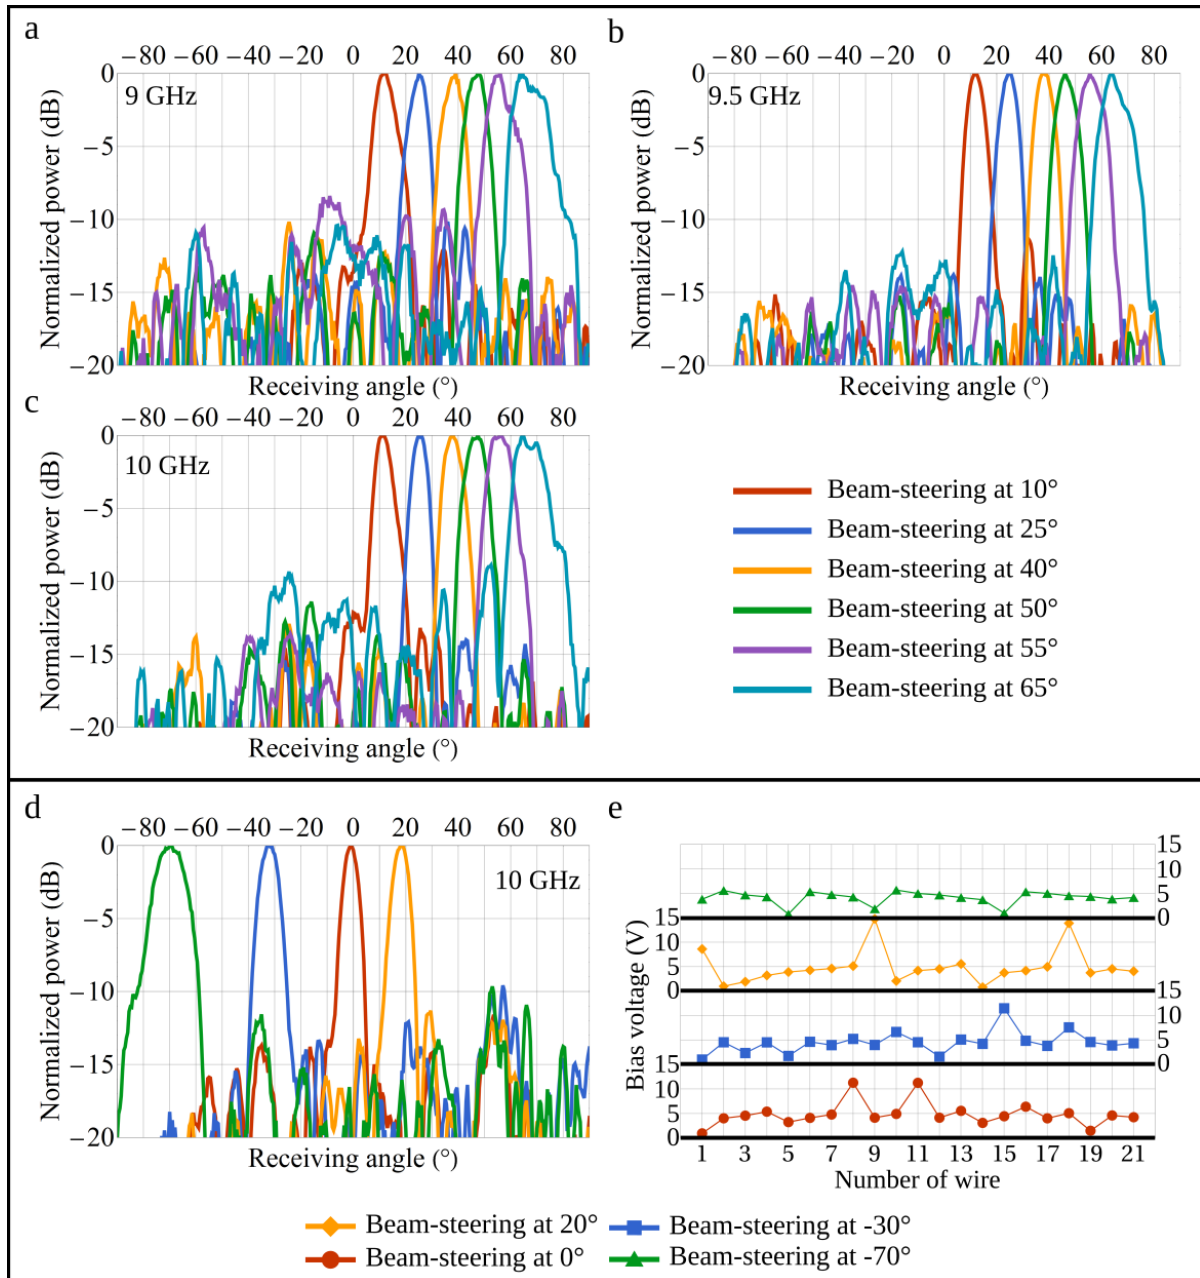 a
−80 −60 −40 −20 0 20 40 60 80
0
−5
−10
−15
−20
9 GHz
Normalized power (dB)
Receiving angle (°)
b
−80 −60 −40 −20 0 20 40 60 80
0
−5
−10
−15
−20
9.5 GHz
Normalized power (dB)
Receiving angle (°)
c
−80 −60 −40 −20 0 20 40 60 80
0
−5
−10
−15
−20
10 GHz
Normalized power (dB)
Receiving angle (°)
Beam-steering at 10°
Beam-steering at 25°
Beam-steering at 40°
Beam-steering at 50°
Beam-steering at 55°
Beam-steering at 65°
d
−80 −60 −40 −20 0 20 40 60 80
0
−5
−10
−15
−20
10 GHz
Normalized power (dB)
Receiving angle (°)
e
15
10
5
0
15
10
5
0
15
10
5
0
15
10
5
0
Bias voltage (V)
1 3 5 7 9 11 13 15 17 19 21
Number of wire
Beam-steering at 20°
Beam-steering at -30°
Beam-steering at 0°
Beam-steering at -70°